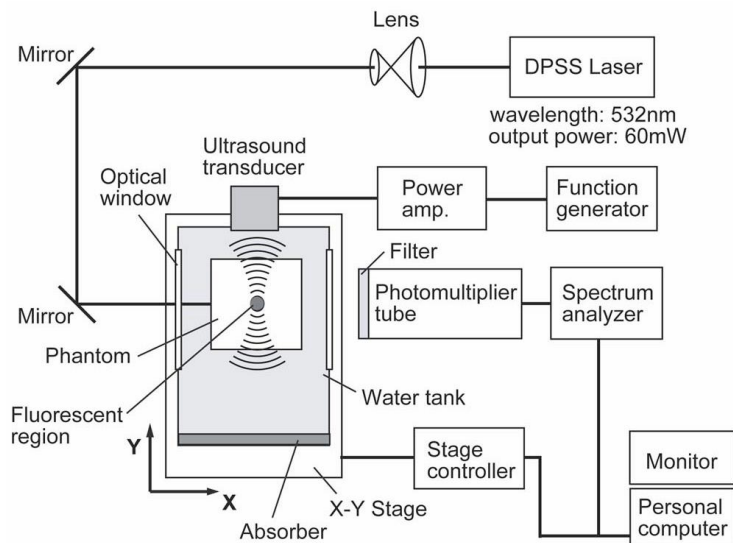 Lens
Mirror
DPSS Laser
wavelength: 532nm
output power: 60mW
Ultrasound
transducer
Optical
window
Power
amp.
Function
generator
Filter
Mirror
Photomultiplier
tube
Spectrum
analyzer
Phantom
Water tank
Fluorescent
region
Y
X
Stage
controller
Monitor
X-Y Stage
Personal
computer
Absorber